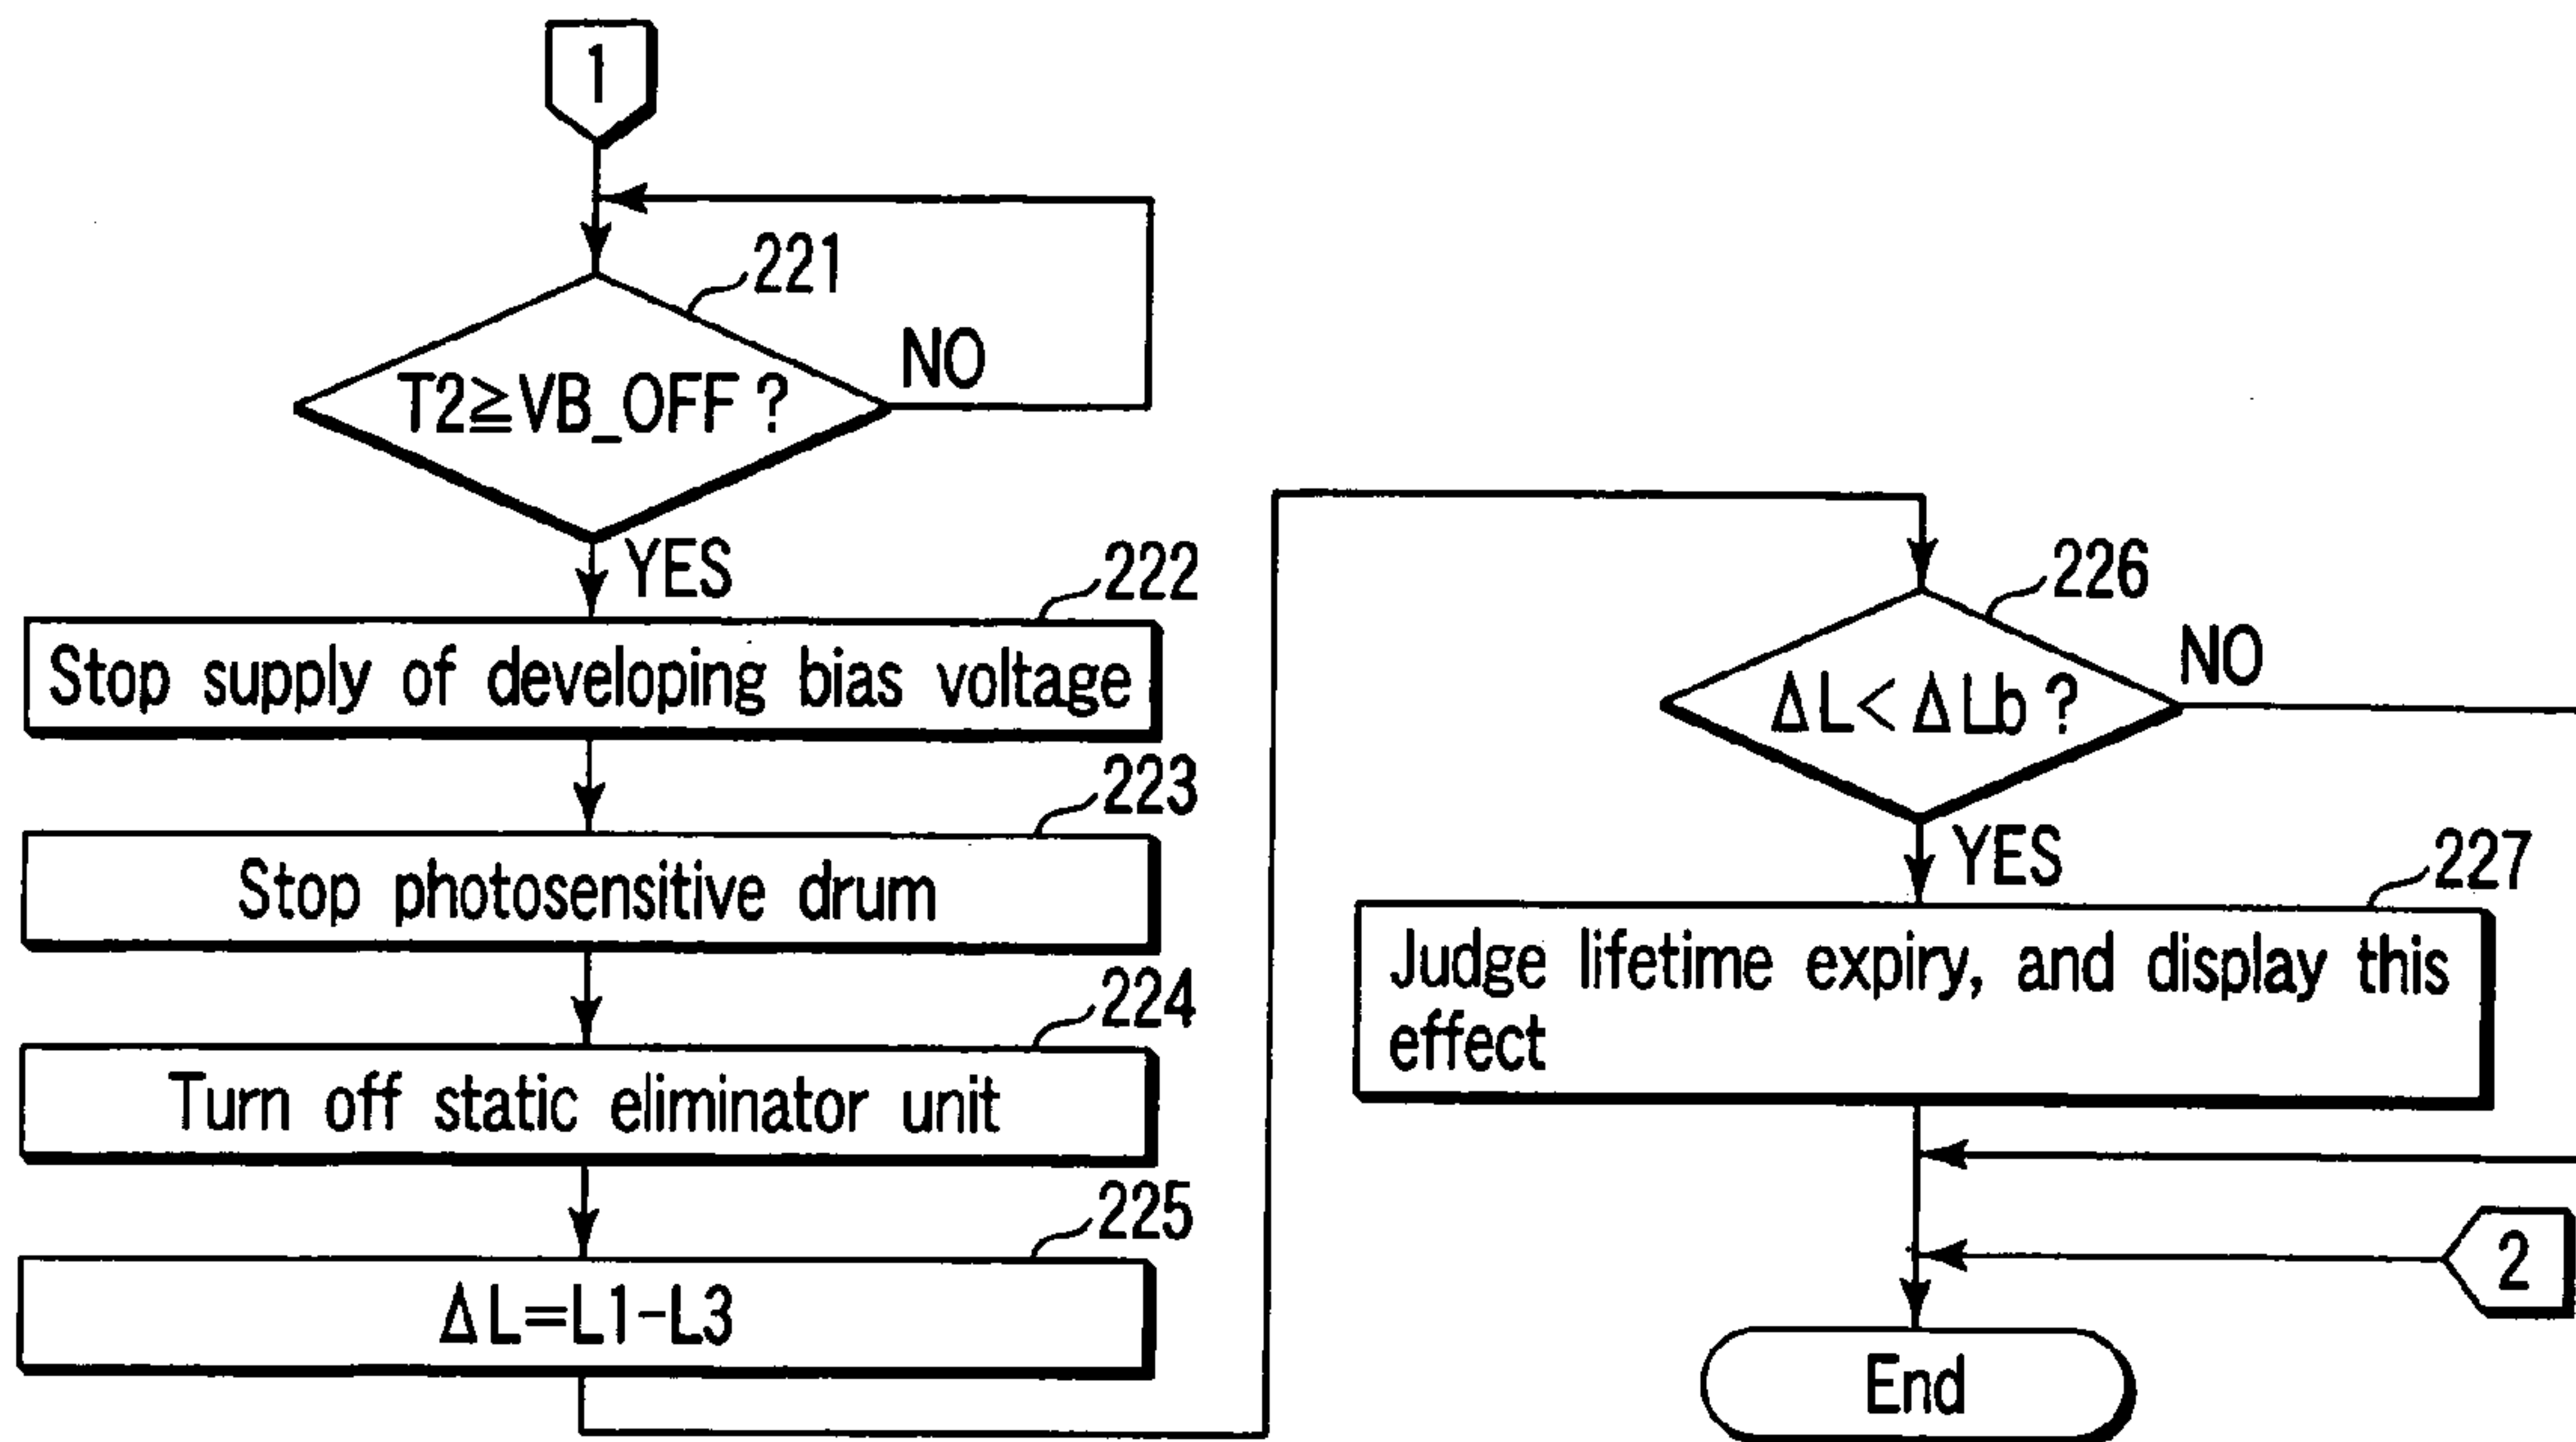 1
221
T2≧VB_OFF ?
NO
YES
222
Stop supply of developing bias voltage
223
Stop photosensitive drum
224
Turn off static eliminator unit
225
ΔL=L1-L3
226
ΔL< ΔLb ?
NO
YES
227
Judge lifetime expiry, and display this
effect
2
End